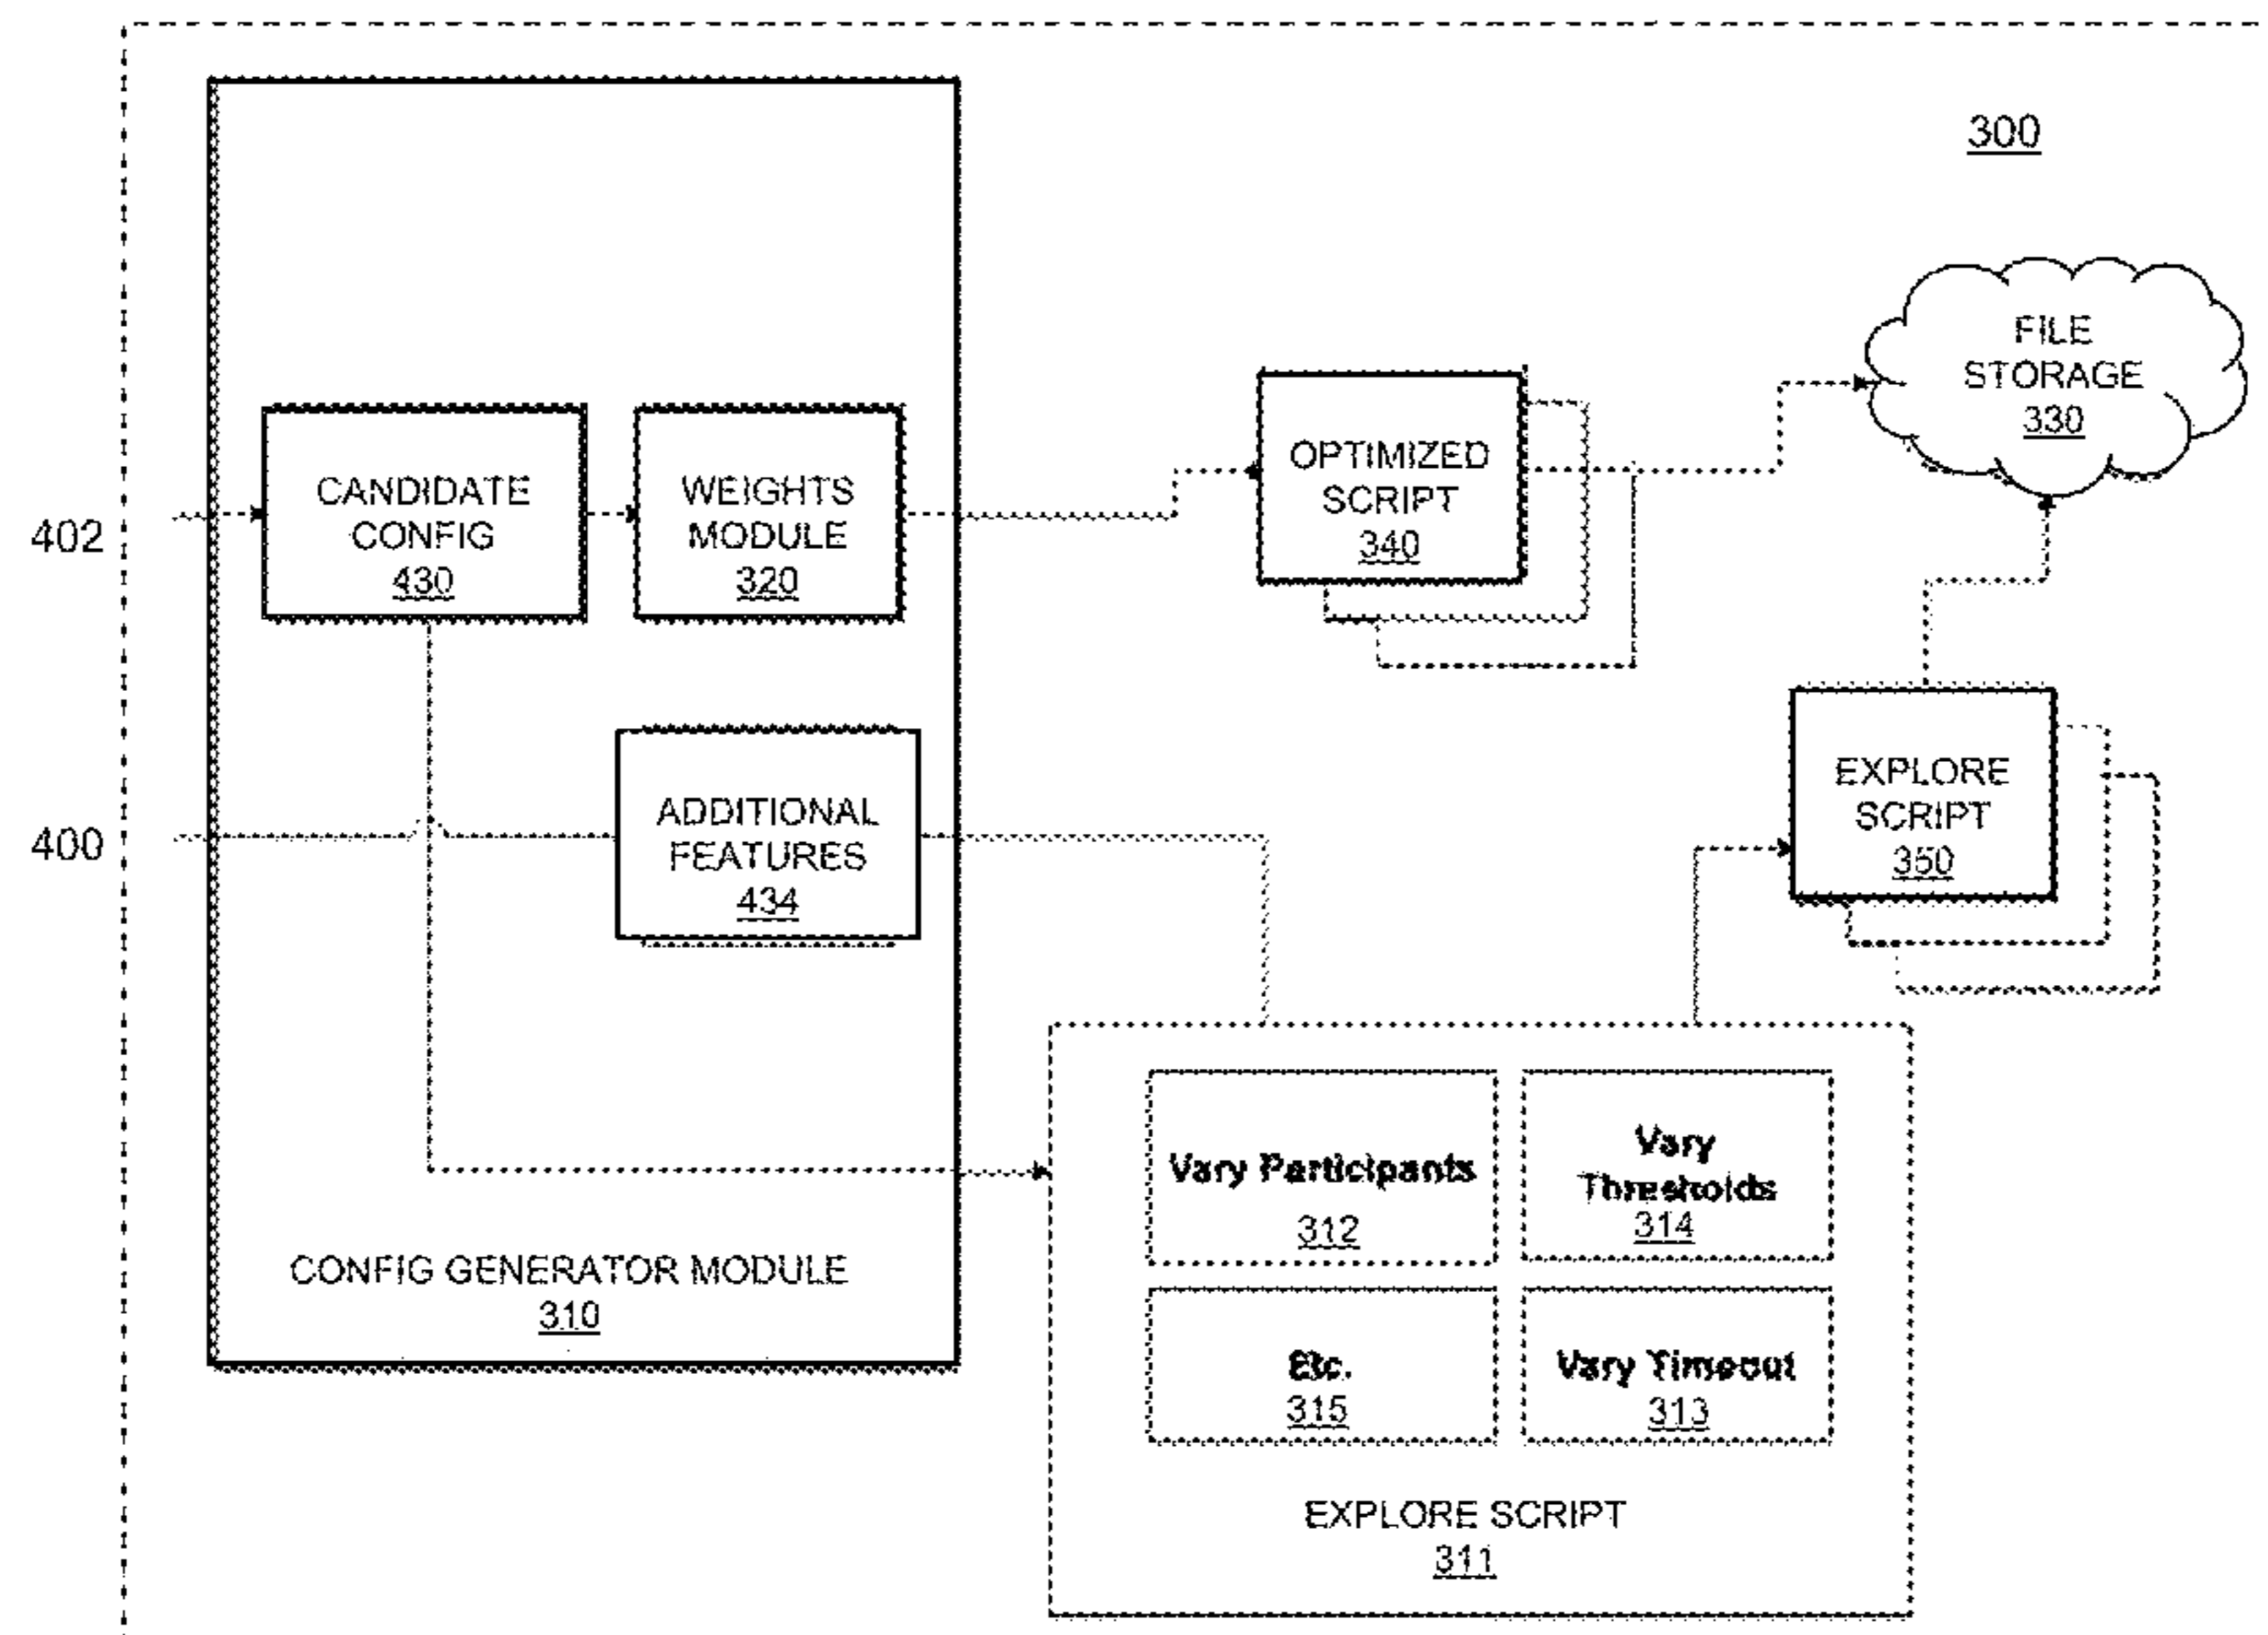 300
FILE
STORAGE
330
402
CANDIDATE
CONFIG
430
WEIGHTS
MODULE
320
OPTIMIZED
SCRIPT
340
400
ADDITIONAL
FEATURES
434
EXPLORE
SCRIPT
350
Vary Participants
312
Vary
Thresholds
314
Etc.
315
Vary Timeout
313
EXPLORE SCRIPT
311
CONFIG GENERATOR MODULE
310